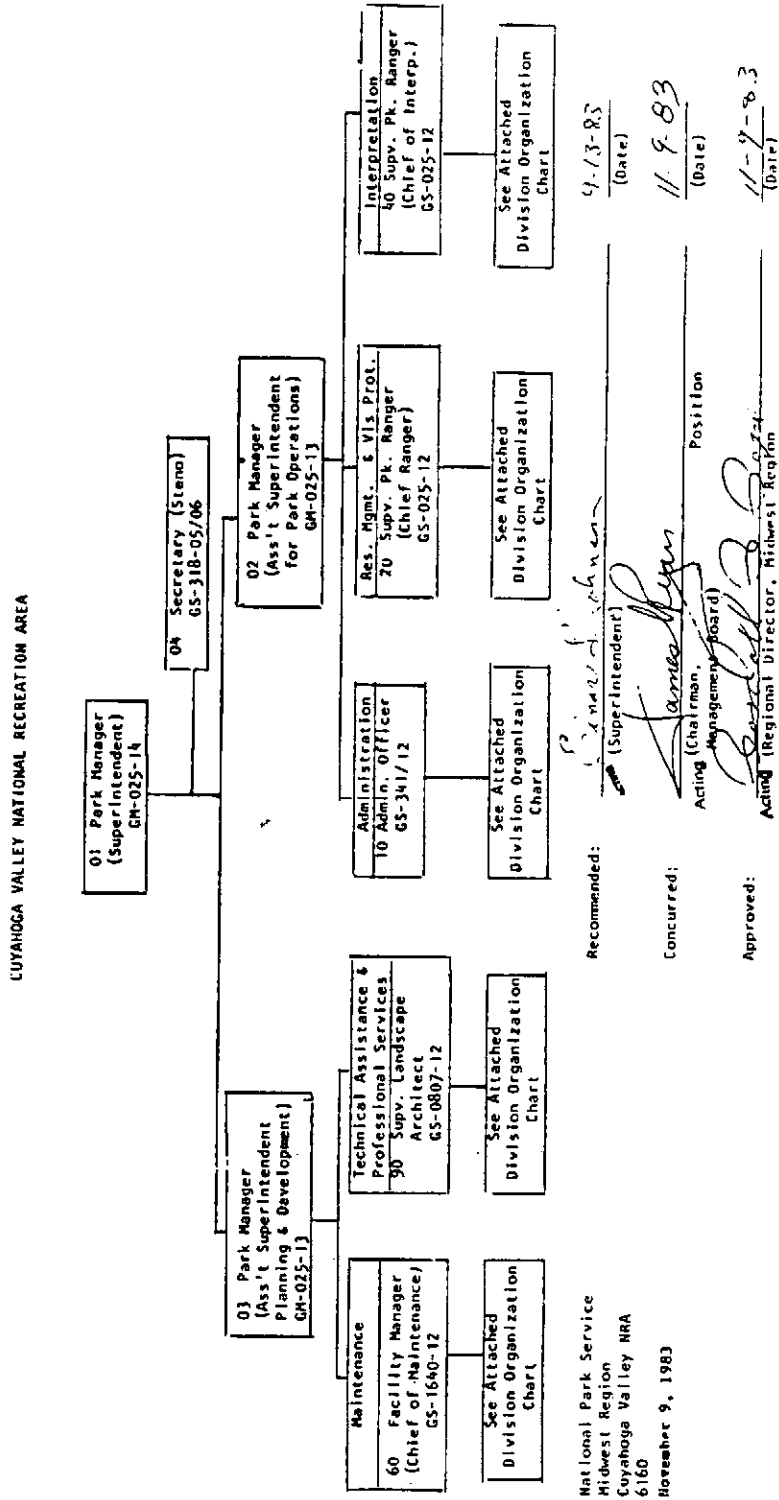 CUYAHOGA VALLEY NATIONAL RECREATION AREA
01 Park Manager
(Superintendent)
GM-025-14
04 Secretary (Steno)
GS-318-05/06
03 Park Manager
(Ass't Superintendent
Planning & Development)
GM-025-13
02 Park Manager
(Ass't Superintendent
for Park Operations)
GM-025-13
Maintenance
60 Facility Manager
(Chief of Maintenance)
GS-1640-12
Technical Assistance &
Professional Services
90 Supv. Landscape
Architect
GS-0807-12
Administration
10 Admin. Officer
GS-341/12
Res. Mgmt. & Vis Prot.
20 Supv. Pk. Ranger
(Chief Ranger)
GS-025-12
Interpretation
40 Supv. Pk. Ranger
(Chief of Interp.)
GS-025-12
See Attached
Division Organization
Chart
See Attached
Division Organization
Chart
See Attached
Division Organization
Chart
See Attached
Division Organization
Chart
See Attached
Division Organization
Chart
National Park Service
Midwest Region
Cuyahoga Valley NRA
6160
November 9, 1983
Recommended:
(Superintendent)
(Date)
Concurred:
James Ryan
11-9-83
Acting (Chairman, Position
Management Board)
(Date)
Approved:
11-9-83
Acting (Regional Director, Midwest Region
(Date)